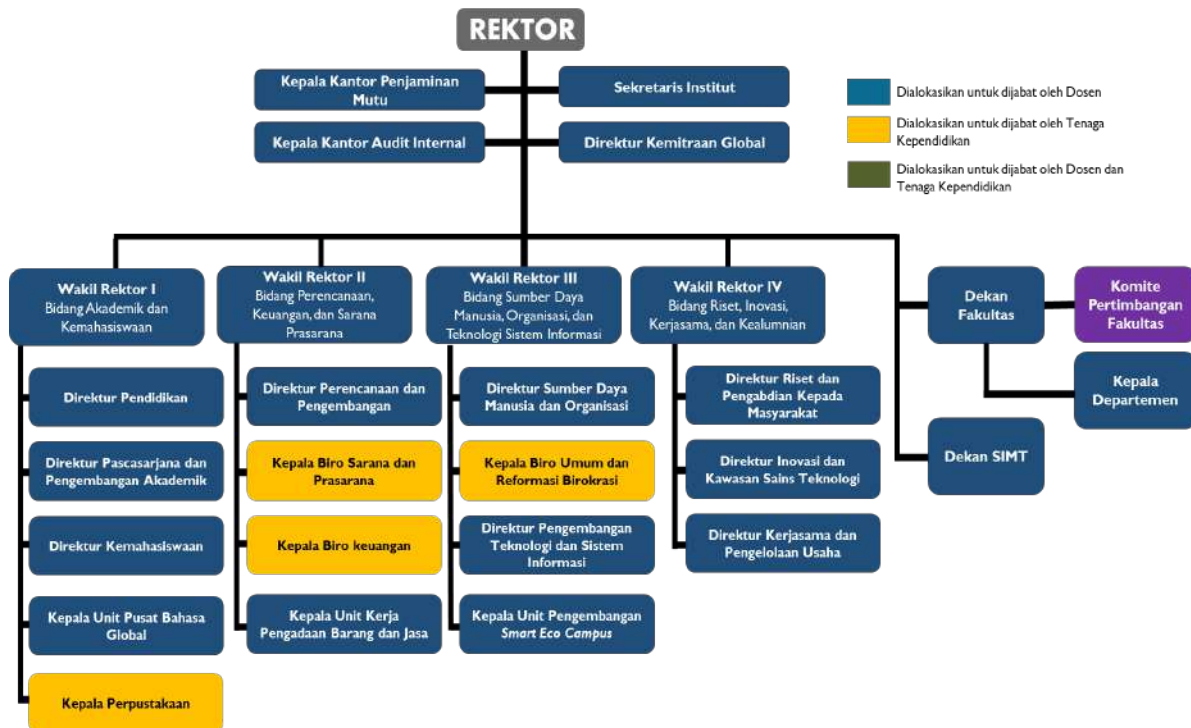 REKTOR
Kepala Kantor Penjaminan
Mutu
Sekretaris Institut
Kepala Kantor Audit Internal
Direktur Kemitraan Global
Dialokasikan untuk dijabat oleh Dosen
Dialokasikan untuk dijabat oleh Tenaga
Kependidikan
Dialokasikan untuk dijabat oleh Dosen dan
Tenaga Kependidikan
Wakil Rektor I
Bidang Akademik dan
Kemahasiswaan
Wakil Rektor II
Bidang Perencanaan,
Keuangan, dan Sarana
Prasarana
Wakil Rektor III
Bidang Sumber Daya
Manusia, Organisasi, dan
Teknologi Sistem Informasi
Wakil Rektor IV
Bidang Riset, Inovasi,
Kerjasama, dan Kealumnian
Dekan
Fakultas
Komite
Pertimbangan
Fakultas
Kepala
Departemen
Dekan SIMT
Direktur Pendidikan
Direktur Pascasarjana dan
Pengembangan Akademik
Direktur Kemahasiswaan
Kepala Unit Pusat Bahasa
Global
Kepala Perpustakaan
Direktur Perencanaan dan
Pengembangan
Kepala Biro Sarana dan
Prasarana
Kepala Biro keuangan
Kepala Unit Kerja
Pengadaan Barang dan Jasa
Direktur Sumber Daya
Manusia dan Organisasi
Kepala Biro Umum dan
Reformasi Birokrasi
Direktur Pengembangan
Teknologi dan Sistem
Informasi
Kepala Unit Pengembangan
Smart Eco Campus
Direktur Riset dan
Pengabdian Kepada
Masyarakat
Direktur Inovasi dan
Kawasan Sains Teknologi
Direktur Kerjasama dan
Pengelolaan Usaha